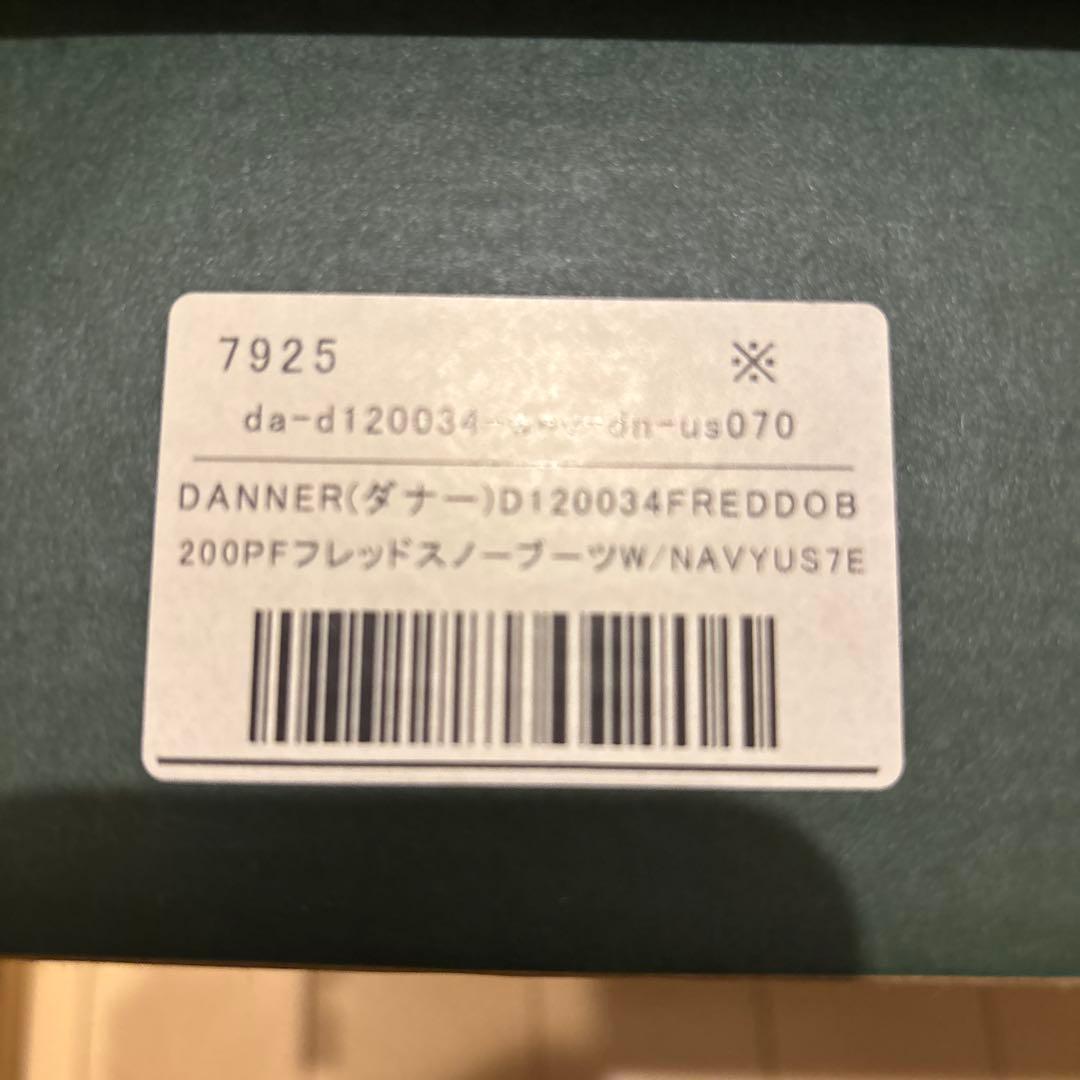 7925 ※
da-d120034 dn-us070
DANNER(ダナー)D120034FREDDOB
200PFフレッドスノーブーツW/NAVYUS7E